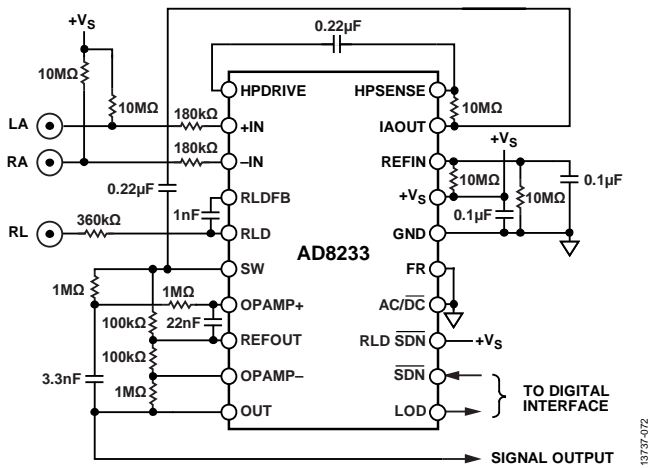 0.22µF
+VS
10MΩ
10MΩ
LA
180kΩ
RA
180kΩ
0.22µF
1nF
RL
360kΩ
1MΩ
1MΩ
100kΩ
22nF
100kΩ
3.3nF
1MΩ
HPDRIVE
+IN
–IN
RLDFB
RLD
SW
OPAMP+
REFOUT
OPAMP–
OUT
AD8233
HPSENSE
IAOUT
REFIN
+VS
GND
FR
AC/DC
RLD SDN
SDN
LOD
10MΩ
+VS
10MΩ
0.1µF
10MΩ
0.1µF
+VS
TO DIGITAL
INTERFACE
SIGNAL OUTPUT
13737-072